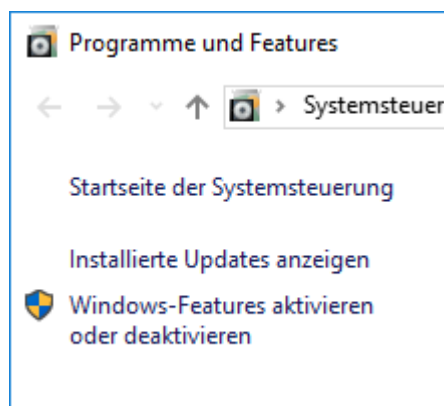 Programme und Features
Systemsteuer
Startseite der Systemsteuerung
Installierte Updates anzeigen
Windows-Features aktivieren
oder deaktivieren